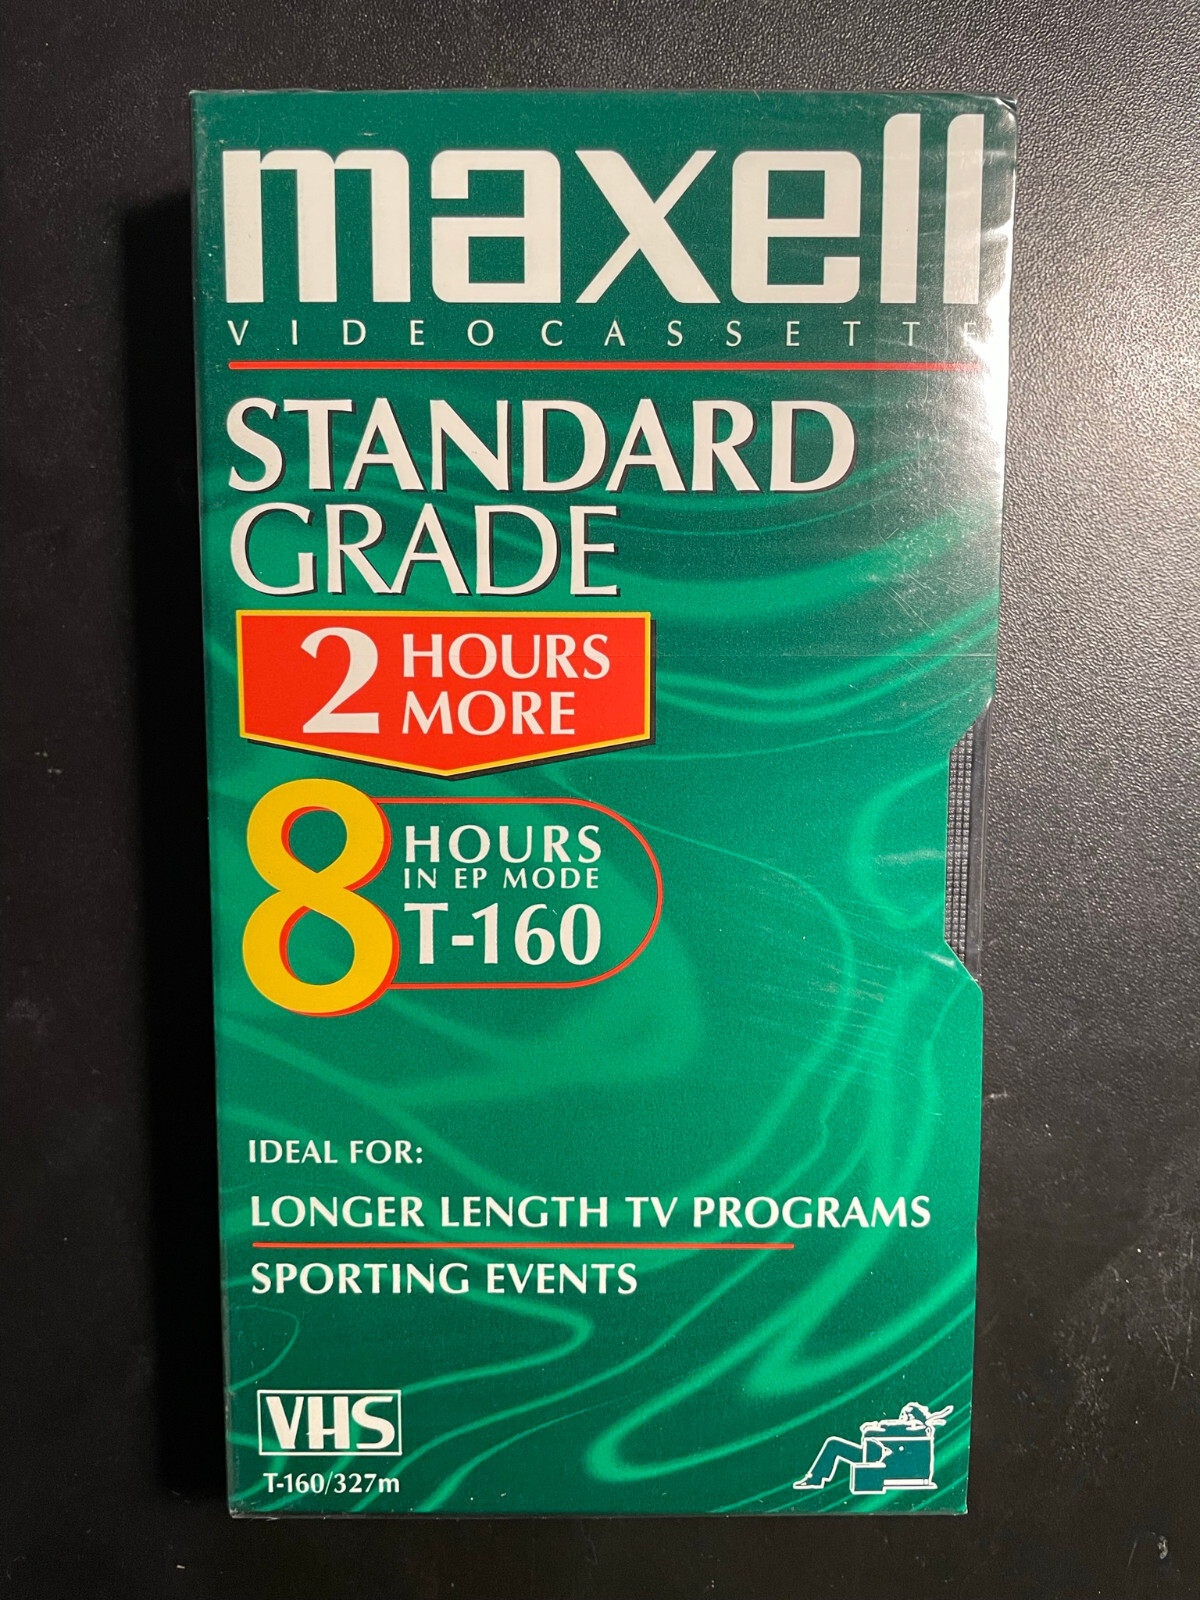 maxell
VIDEOCASSETTE
STANDARD
GRADE
2 HOURS
MORE
8 HOURS
IN EP MODE
T-160
IDEAL FOR:
LONGER LENGTH TV PROGRAMS
SPORTING EVENTS
VHS
T-160/327m